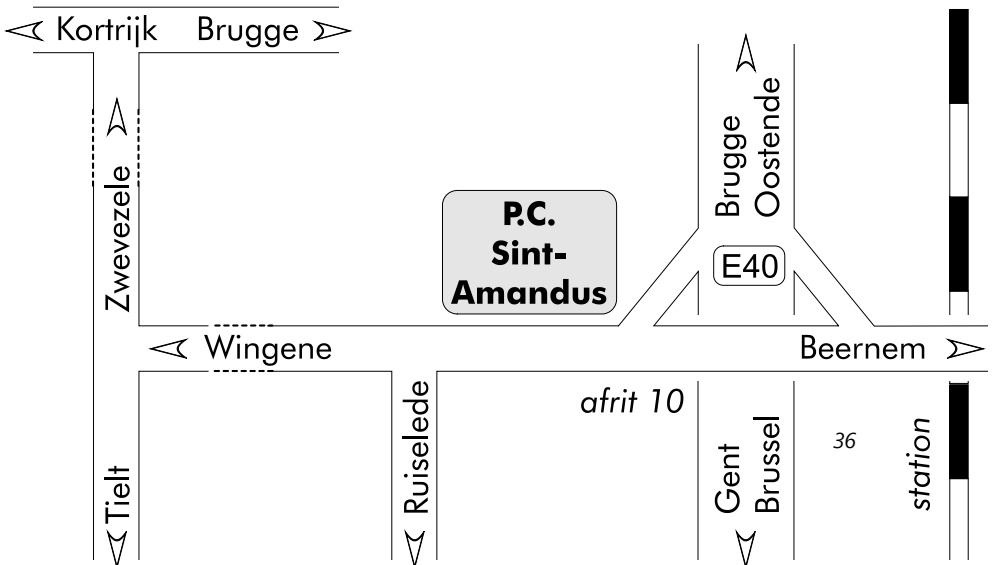 Kortrijk Brugge
Zwevezele
Brugge
Oostende
P.C.
Sint-
Amandus
E40
Wingene
Beernem
afrit 10
Tielt
Ruiselede
Gent
Brussel
36
station